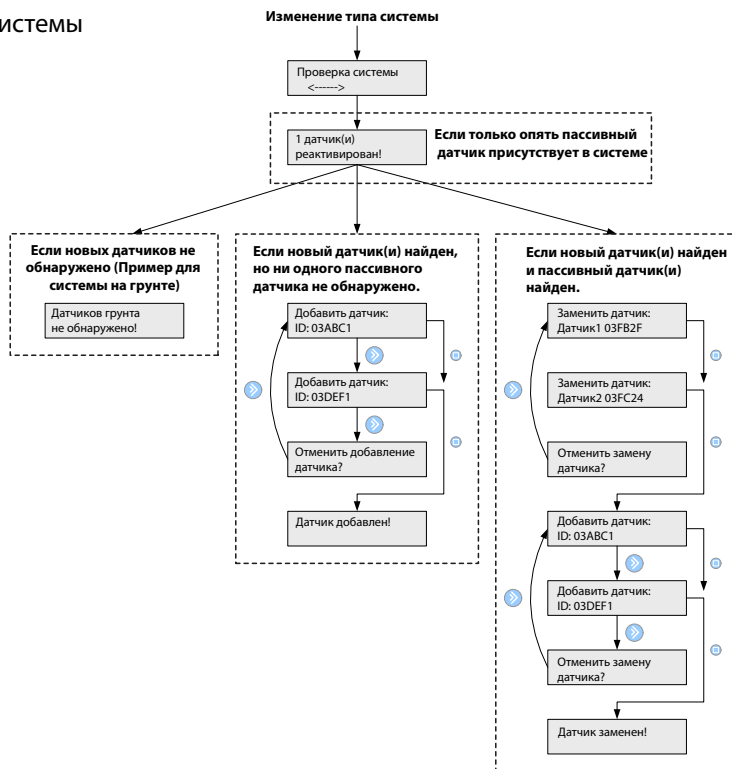 истемы
Изменение типа системы
Проверка системы
<------>
1 датчик(и)
реактивирован!
Если только опять пассивный
датчик присутствует в системе
Если новых датчиков не
обнаружено (Пример для
системы на грунте)
Датчиков грунта
не обнаружено!
Если новый датчик(и) найден,
но ни одного пассивного
датчика не обнаружено.
Добавить датчик:
ID: 03ABC1
Добавить датчик:
ID: 03DEF1
Отменить добавление
датчика?
Датчик добавлен!
Если новый датчик(и) найден
и пассивный датчик(и)
найден.
Заменить датчик:
Датчик1 03FB2F
Заменить датчик:
Датчик2 03FC24
Отменить замену
датчика?
Добавить датчик:
ID: 03ABC1
Добавить датчик:
ID: 03DEF1
Отменить замену
датчика?
Датчик заменен!